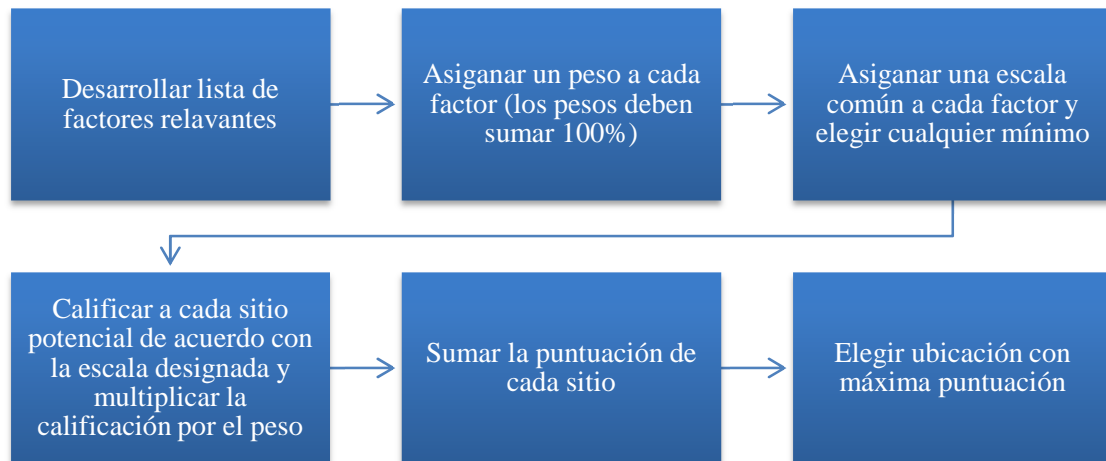 Desarrollar lista de
factores relavantes
Asiganar un peso a cada
factor (los pesos deben
sumar 100%)
Asiganar una escala
común a cada factor y
elegir cualquier mínimo
Calificar a cada sitio
potencial de acuerdo con
la escala designada y
multiplicar la
calificación por el peso
Sumar la puntuación de
cada sitio
Elegir ubicación con
máxima puntuación